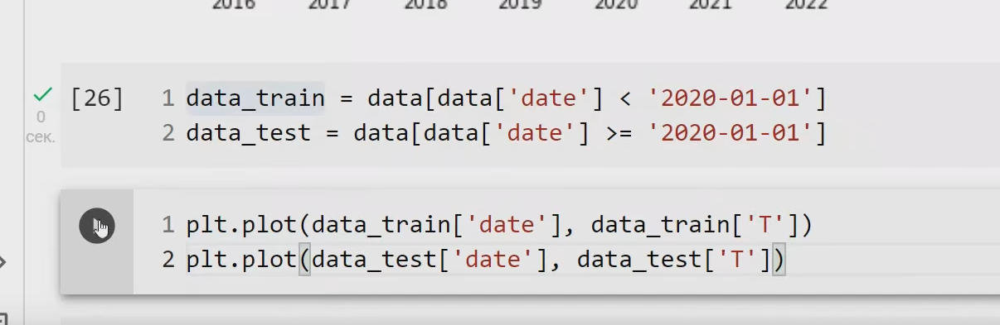 2016 2017 2018 2019 2020 2021 2022
[26] 1 data_train = data[data['date'] < '2020-01-01']
0 2 data_test = data[data['date'] >= '2020-01-01']
сек.
1 plt.plot(data_train['date'], data_train['T'])
2 plt.plot(data_test['date'], data_test['T'])